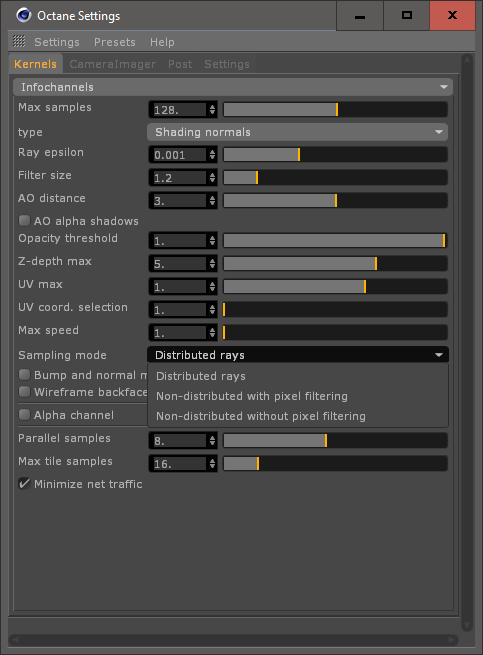 Octane Settings
Settings Presets Help
Kernels CameraImager Post Settings
Infochannels
Max samples 128.
type Shading normals
Ray epsilon 0.001
Filter size 1.2
AO distance 3.
AO alpha shadows
Opacity threshold 1.
Z-depth max 5.
UV max 1.
UV coord. selection 1.
Max speed 1.
Sampling mode Distributed rays
Bump and normal Distributed rays
Wireframe backface Non-distributed with pixel filtering
Alpha channel Non-distributed without pixel filtering
Parallel samples 8.
Max tile samples 16.
Minimize net traffic